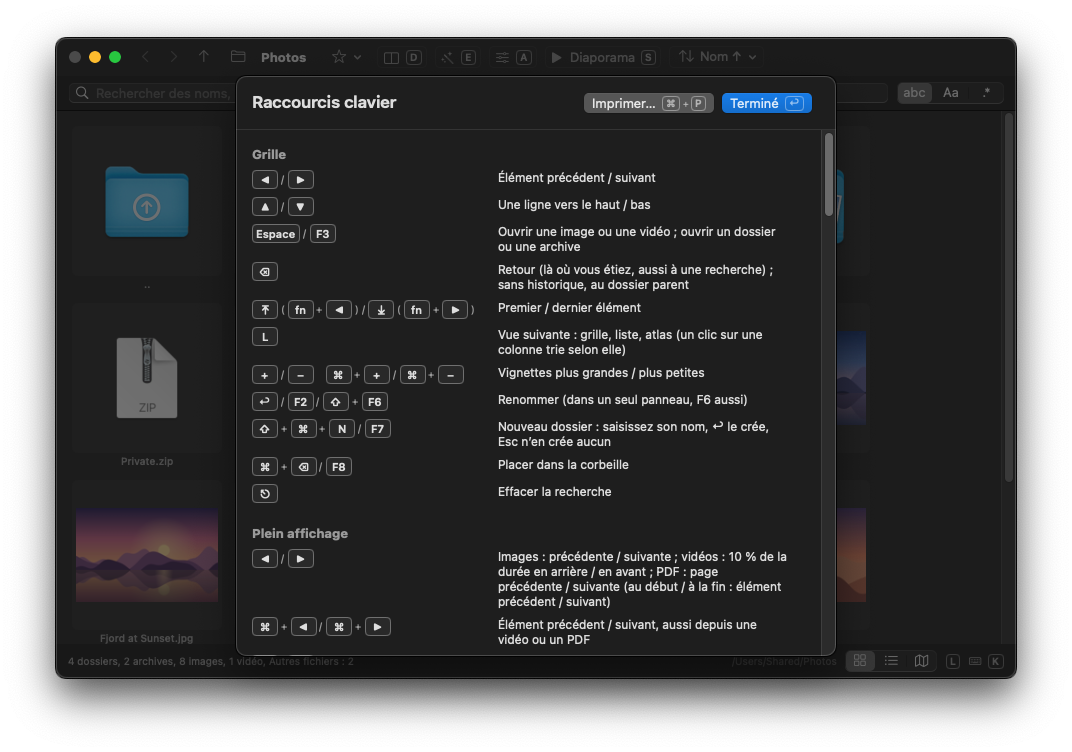 Photos
D
E
A
Diaporama S
Nom
Rechercher des noms,
abc Aa .*
Raccourcis clavier
Imprimer... ⌘ + P
Terminé ↩
Grille
◀ / ▶ Élément précédent / suivant
▲ / ▼ Une ligne vers le haut / bas
Espace / F3 Ouvrir une image ou une vidéo ; ouvrir un dossier
ou une archive
⌫ Retour (là où vous étiez, aussi à une recherche) ;
sans historique, au dossier parent
⤒ ( fn + ◀ ) / ⤓ ( fn + ▶ ) Premier / dernier élément
L Vue suivante : grille, liste, atlas (un clic sur une
colonne trie selon elle)
+ / − ⌘ + + / ⌘ + − Vignettes plus grandes / plus petites
↩ / F2 / ⇧ + F6 Renommer (dans un seul panneau, F6 aussi)
⇧ + ⌘ + N / F7 Nouveau dossier : saisissez son nom, ↩ le crée,
Esc n’en crée aucun
⌘ + ⌫ / F8 Placer dans la corbeille
⎋ Effacer la recherche
Plein affichage
◀ / ▶ Images : précédente / suivante ; vidéos : 10 % de la
durée en arrière / en avant ; PDF : page
précédente / suivante (au début / à la fin : élément
précédent / suivant)
⌘ + ◀ / ⌘ + ▶ Élément précédent / suivant, aussi depuis une
vidéo ou un PDF
..
ZIP
Private.zip
Fjord at Sunset.jpg
4 dossiers, 2 archives, 8 images, 1 vidéo, Autres fichiers : 2
/Users/Shared/Photos
L K